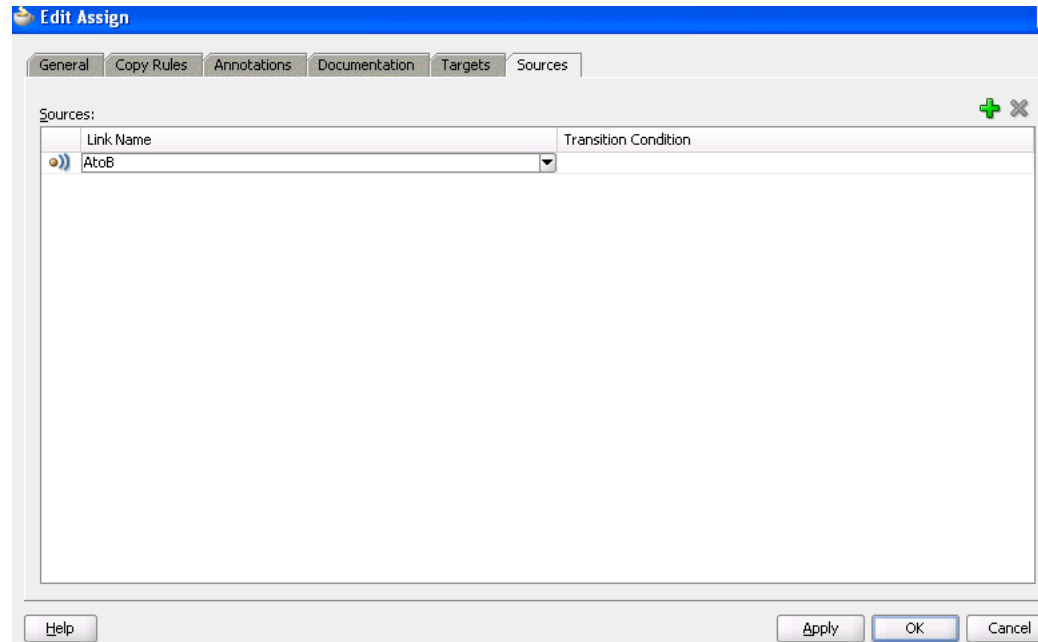 Edit Assign
General Copy Rules Annotations Documentation Targets Sources
Sources:
Link Name Transition Condition
AtoB
Help Apply OK Cancel